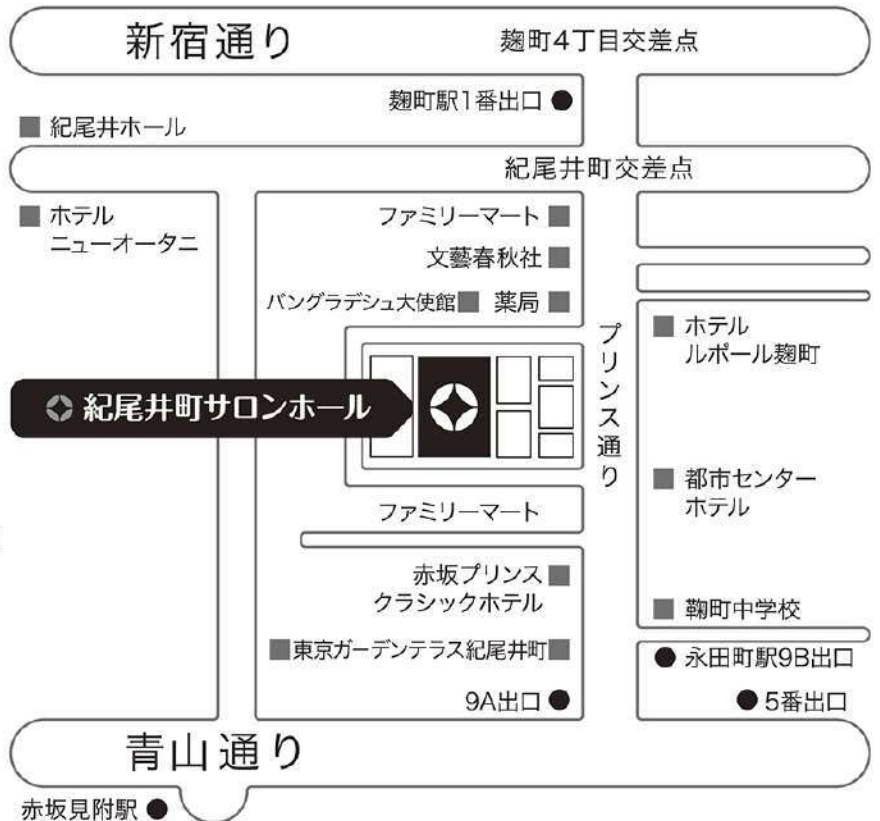 新宿通り
麹町4丁目交差点
麹町駅1番出口
紀尾井ホール
紀尾井町交差点
ホテル
ニューオータニ
ファミリーマート
文藝春秋社
バングラデシュ大使館
薬局
プリンス通り
ホテル
ルポール麹町
紀尾井町サロンホール
都市センター
ホテル
ファミリーマート
赤坂プリンス
クラシックホテル
麴町中学校
東京ガーデンテラス紀尾井町
永田町駅9B出口
9A出口
5番出口
青山通り
赤坂見附駅